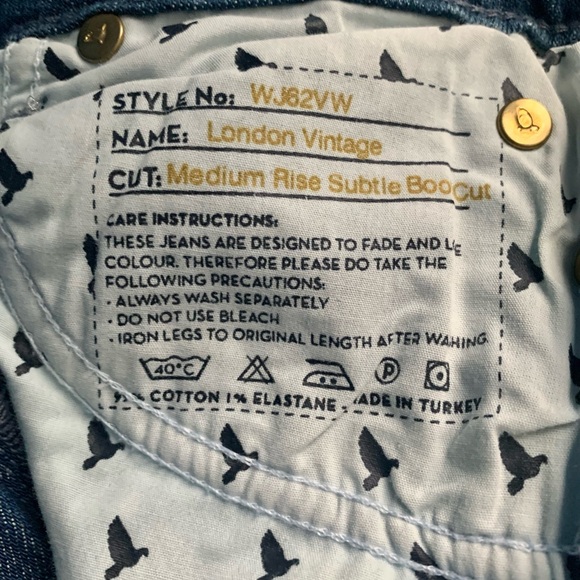 STYLE No: WJ62VW
NAME: London Vintage
CUT: Medium Rise Subtle BooCut
CARE INSTRUCTIONS:
THESE JEANS ARE DESIGNED TO FADE AND
COLOUR. THEREFORE PLEASE DO TAKE THE
FOLLOWING PRECAUTIONS:
· ALWAYS WASH SEPARATELY
· DO NOT USE BLEACH
· IRON LEGS TO ORIGINAL LENGTH AFTER WAHING
40°C P
COTTON 1% ELASTANE. MADE IN TURKEY